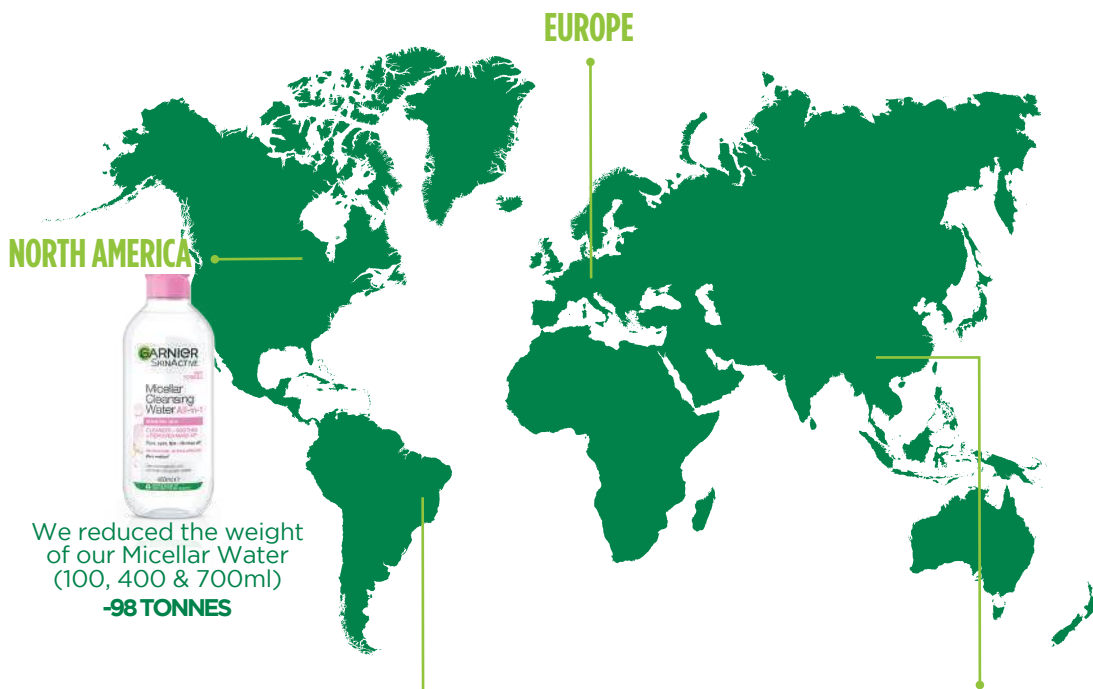 EUROPE
NORTH AMERICA
GARNIER
SKINACTIVE
Micellar
Cleansing
Water All-in-1
400ml
We reduced the weight
of our Micellar Water
(100, 400 & 700ml)
-98 TONNES